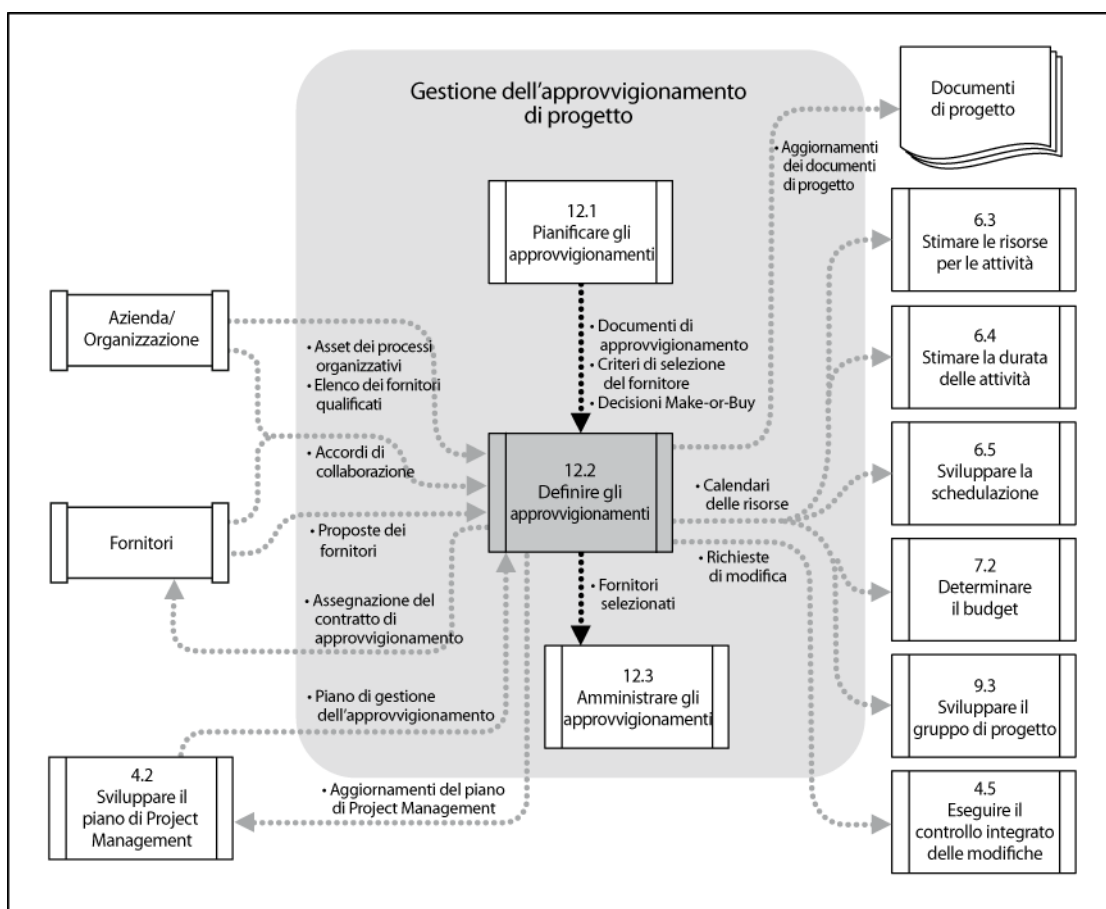 Gestione dell'approvvigionamento
di progetto
Documenti
di progetto
• Aggiornamenti
dei documenti
di progetto
12.1
Pianificare gli
approvvigionamenti
6.3
Stimare le risorse
per le attività
Azienda/
Organizzazione
• Asset dei processi
organizzativi
• Elenco dei fornitori
qualificati
• Documenti di
approvvigionamento
• Criteri di selezione
del fornitore
• Decisioni Make-or-Buy
6.4
Stimare la durata
delle attività
• Accordi di
collaborazione
12.2
Definire gli
approvvigionamenti
• Calendari
delle risorse
6.5
Sviluppare la
schedulazione
Fornitori
• Proposte dei
fornitori
• Richieste
di modifica
7.2
Determinare
il budget
• Assegnazione del
contratto di
approvvigionamento
• Fornitori
selezionati
12.3
Amministrare gli
approvvigionamenti
9.3
Sviluppare il
gruppo di progetto
• Piano di gestione
dell'approvvigionamento
4.2
Sviluppare il
piano di Project
Management
• Aggiornamenti del piano
di Project Management
4.5
Eseguire il
controllo integrato
delle modifiche